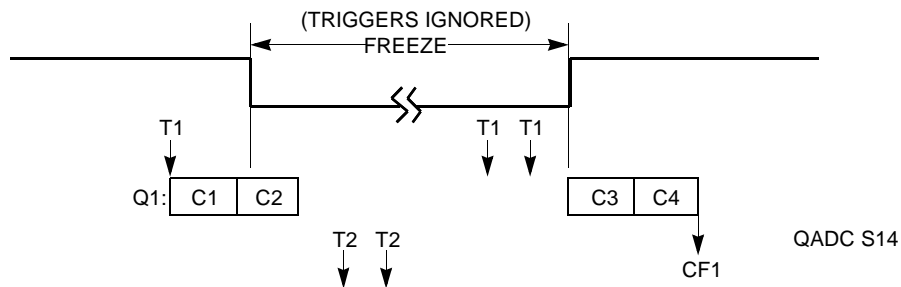 (TRIGGERS IGNORED)
FREEZE
T1
T1 T1
Q1: C1 C2 C3 C4
T2 T2
QADC S14
CF1